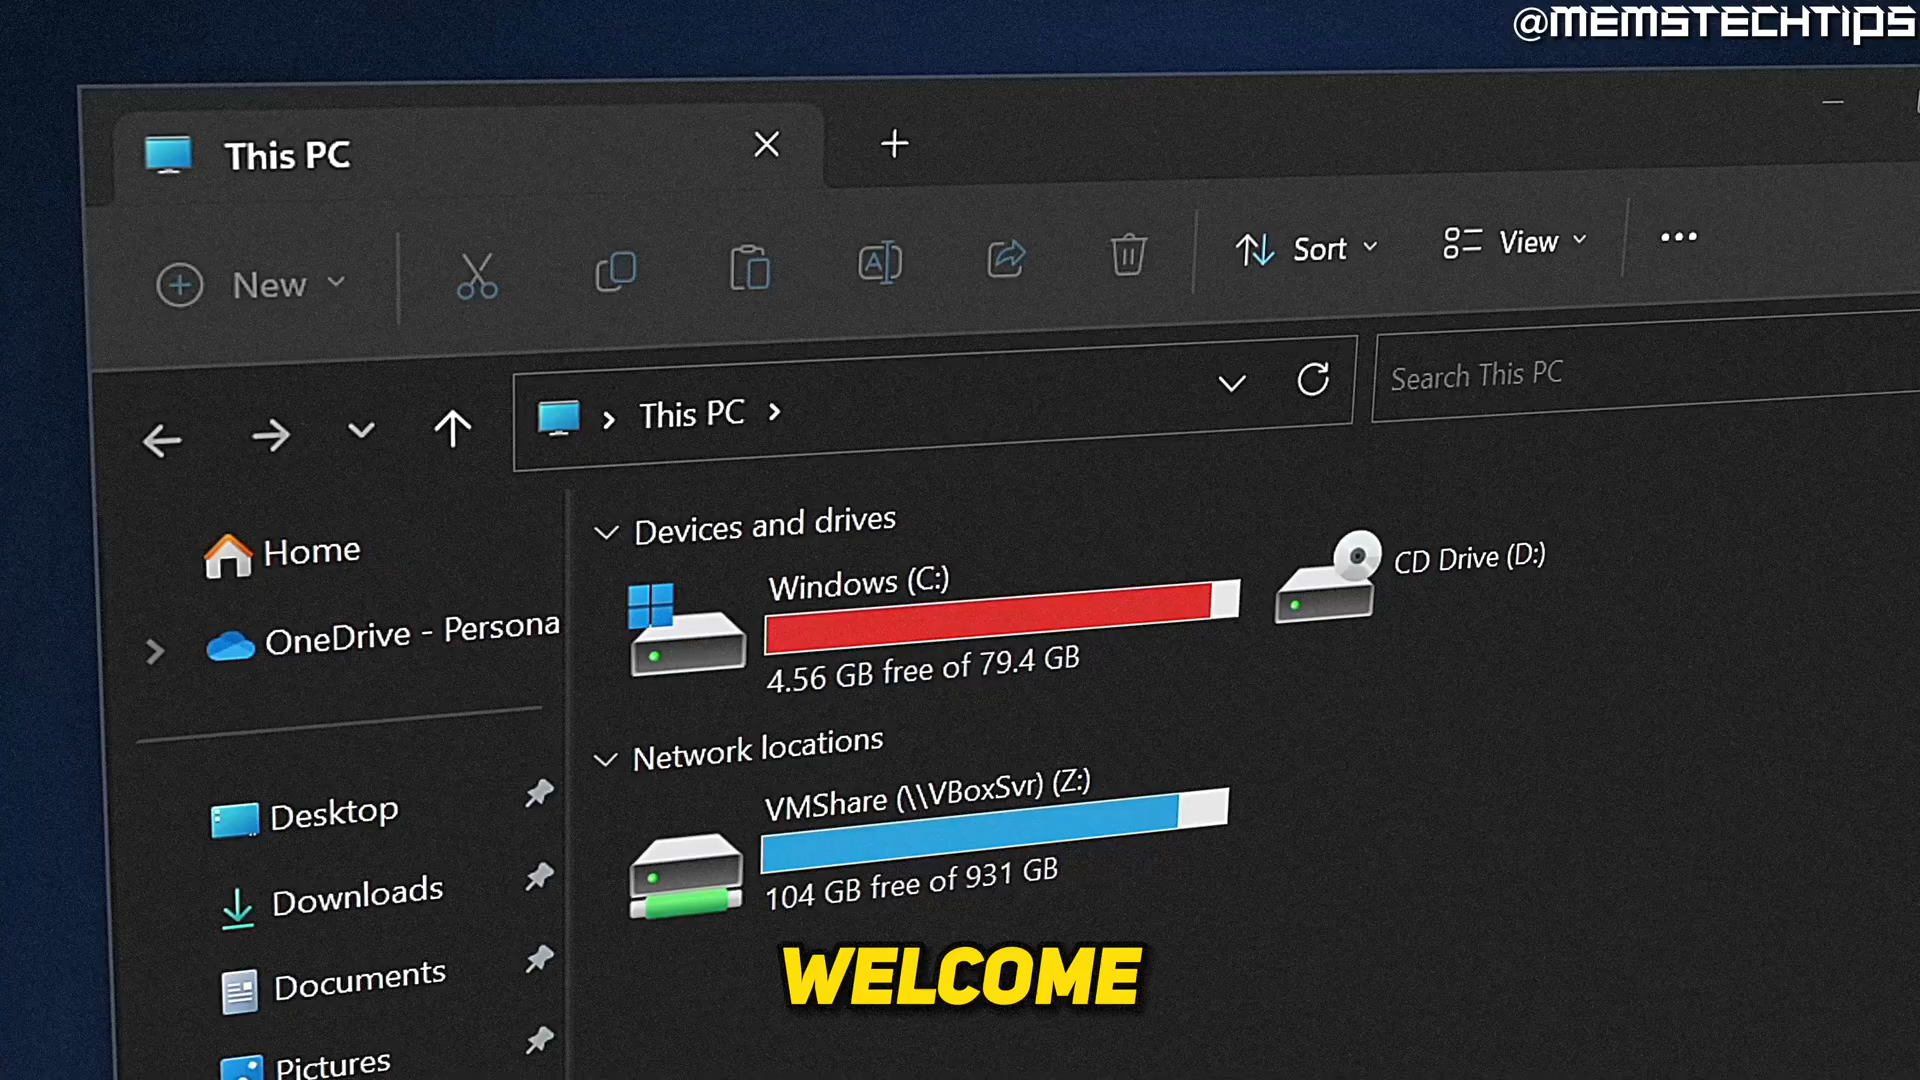 @MEMSTECHTIPS
This PC
New
Sort
View
This PC
Search This PC
Home
OneDrive - Persona
Desktop
Downloads
Documents
Pictures
Devices and drives
Windows (C:)
4.56 GB free of 79.4 GB
CD Drive (D:)
Network locations
VMShare (\\VBoxSvr) (Z:)
104 GB free of 931 GB
WELCOME